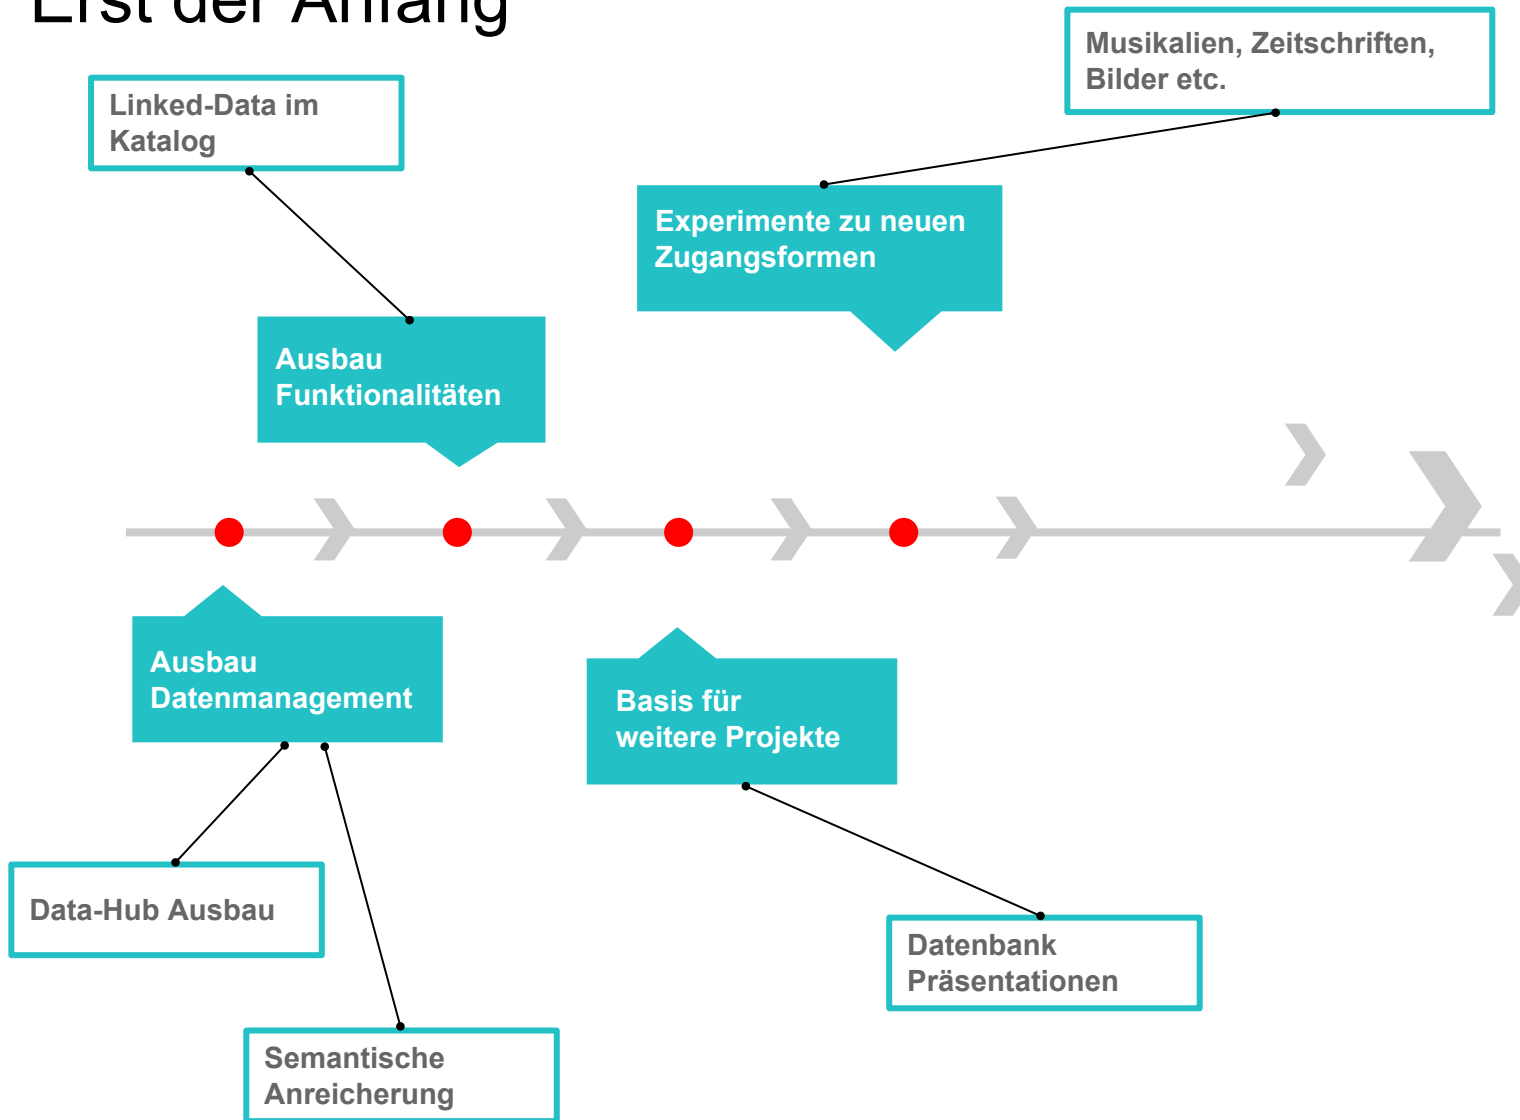 Erst der Anfang
Musikalien, Zeitschriften,
Bilder etc.
Linked-Data im
Katalog
Experimente zu neuen
Zugangsformen
Ausbau
Funktionalitäten
Ausbau
Datenmanagement
Basis für
weitere Projekte
Data-Hub Ausbau
Datenbank
Präsentationen
Semantische
Anreicherung